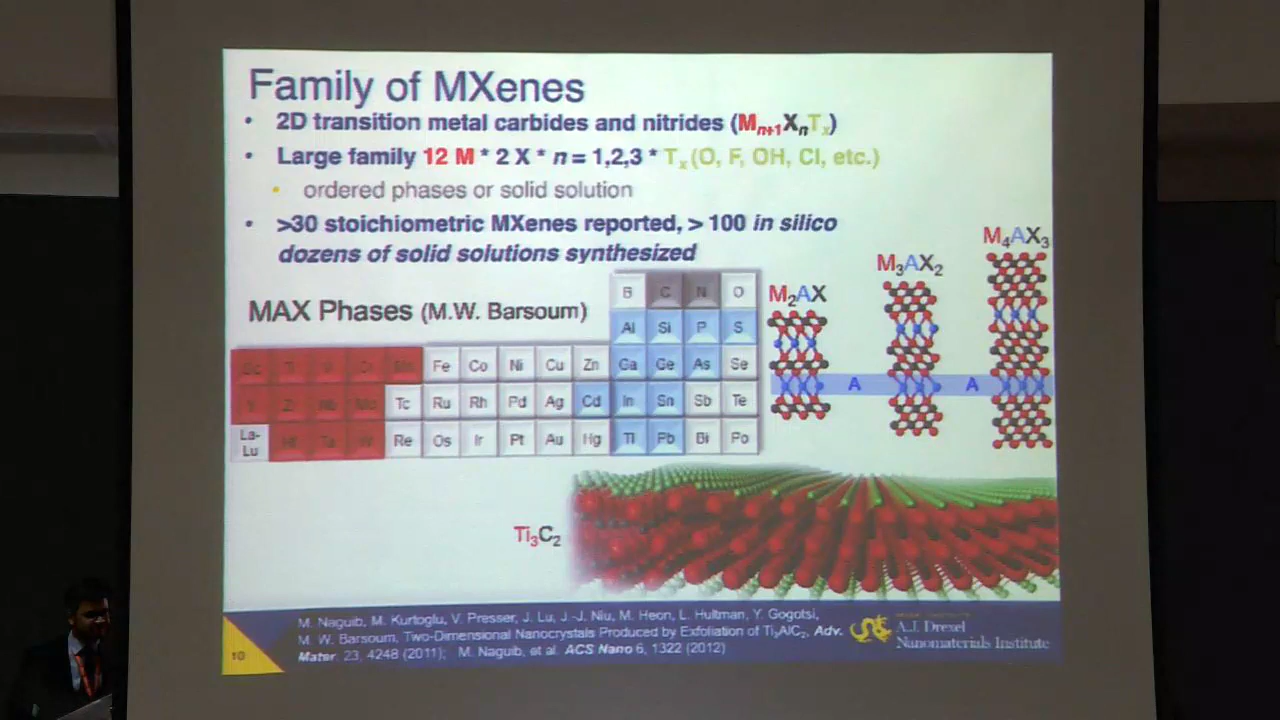 Family of MXenes
• 2D transition metal carbides and nitrides (Mn+1XnTx)
• Large family 12 M * 2 X * n = 1,2,3 * Tx (O, F, OH, Cl, etc.)
• ordered phases or solid solution
• >30 stoichiometric MXenes reported, > 100 in silico
dozens of solid solutions synthesized
M2AX
M3AX2
M4AX3
MAX Phases (M.W. Barsoum)
B C N O
Al Si P S
Sc Ti V Cr Mn Fe Co Ni Cu Zn Ga Ge As Se
Y Zr Nb Mo Tc Ru Rh Pd Ag Cd In Sn Sb Te
La-
Lu Hf Ta W Re Os Ir Pt Au Hg Tl Pb Bi Po
A A
Ti3C2
M. Naguib, M. Kurtoglu, V. Presser, J. Lu, J.-J. Niu, M. Heon, L. Hultman, Y. Gogotsi,
M. W. Barsoum, Two-Dimensional Nanocrystals Produced by Exfoliation of Ti3AlC2, Adv.
Mater. 23, 4248 (2011); M. Naguib, et al. ACS Nano 6, 1322 (2012)
10
A.J. Drexel
Nanomaterials Institute